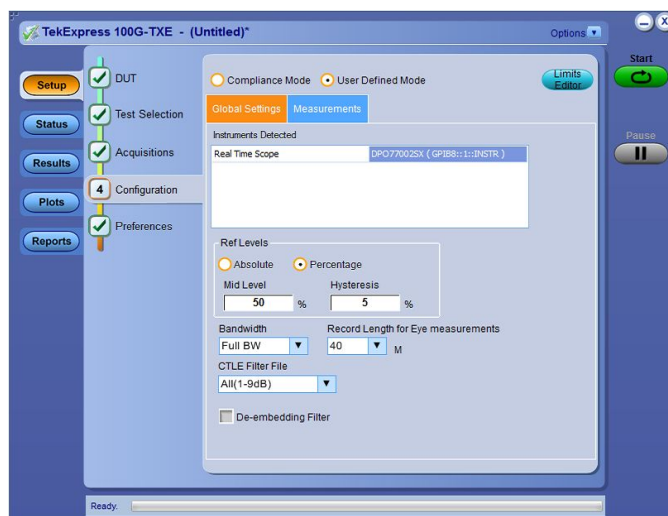 TekExpress 100G-TXE - (Untitled)*
Options
Start
Pause
Setup
Status
Results
Plots
Reports
DUT
Test Selection
Acquisitions
4 Configuration
Preferences
Compliance Mode User Defined Mode
Limits
Editor
Global Settings Measurements
Instruments Detected
Real Time Scope DPO77002SX ( GPIB8::1::INSTR )
Ref Levels
Absolute Percentage
Mid Level Hysteresis
50 % 5 %
Bandwidth Record Length for Eye measurements
Full BW 40 M
CTLE Filter File
All(1-9dB)
De-embedding Filter
Ready.